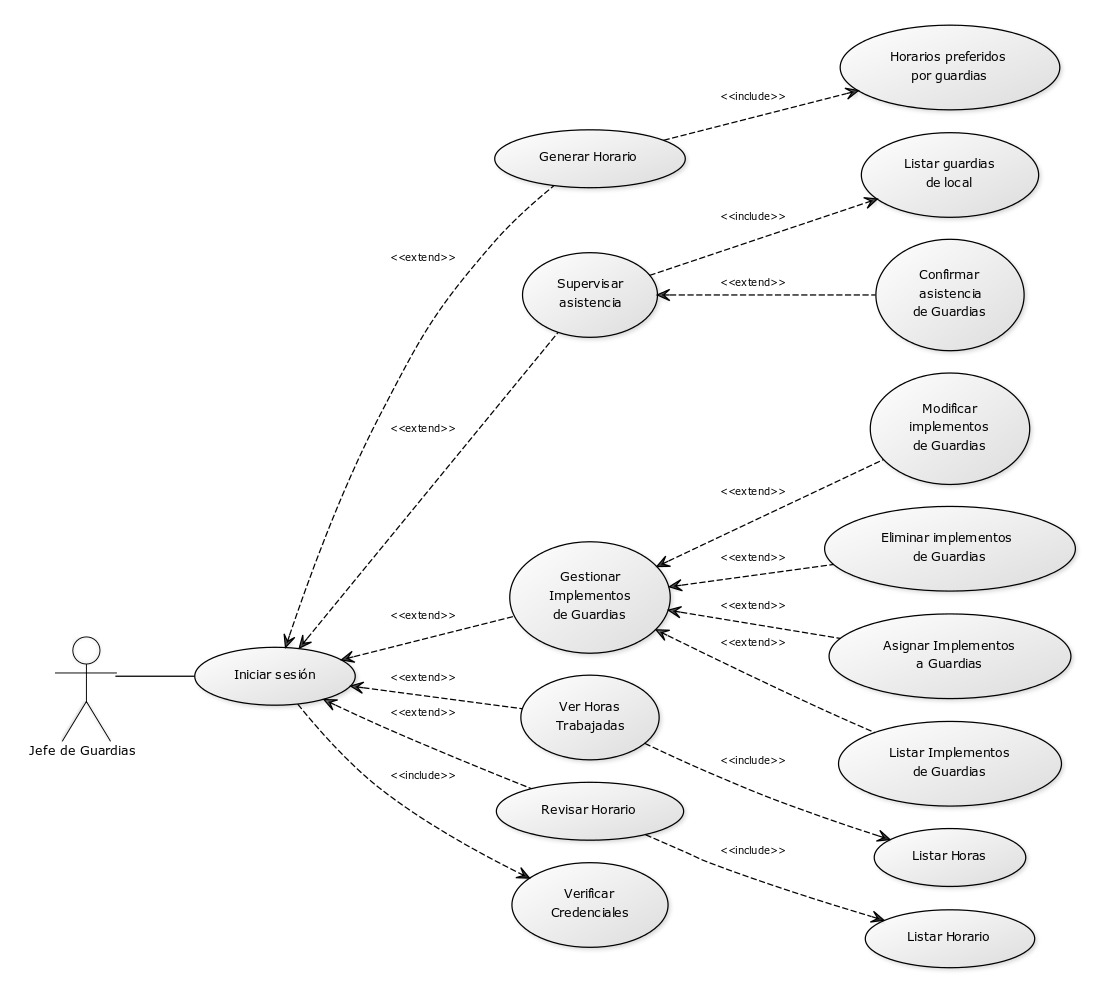 Horarios preferidos
por guardias
<<include>>
Generar Horario
Listar guardias
de local
<<include>>
<<extend>>
Supervisar
asistencia
<<extend>>
Confirmar
asistencia
de Guardias
<<extend>>
Modificar
implementos
de Guardias
<<extend>>
Eliminar implementos
de Guardias
<<extend>>
Gestionar
Implementos
de Guardias
<<extend>>
<<extend>>
<<extend>>
Asignar Implementos
a Guardias
Iniciar sesión
<<extend>>
Ver Horas
Trabajadas
<<extend>>
Jefe de Guardias
Listar Implementos
de Guardias
<<include>>
<<include>>
Revisar Horario
<<include>>
Listar Horas
Verificar
Credenciales
Listar Horario